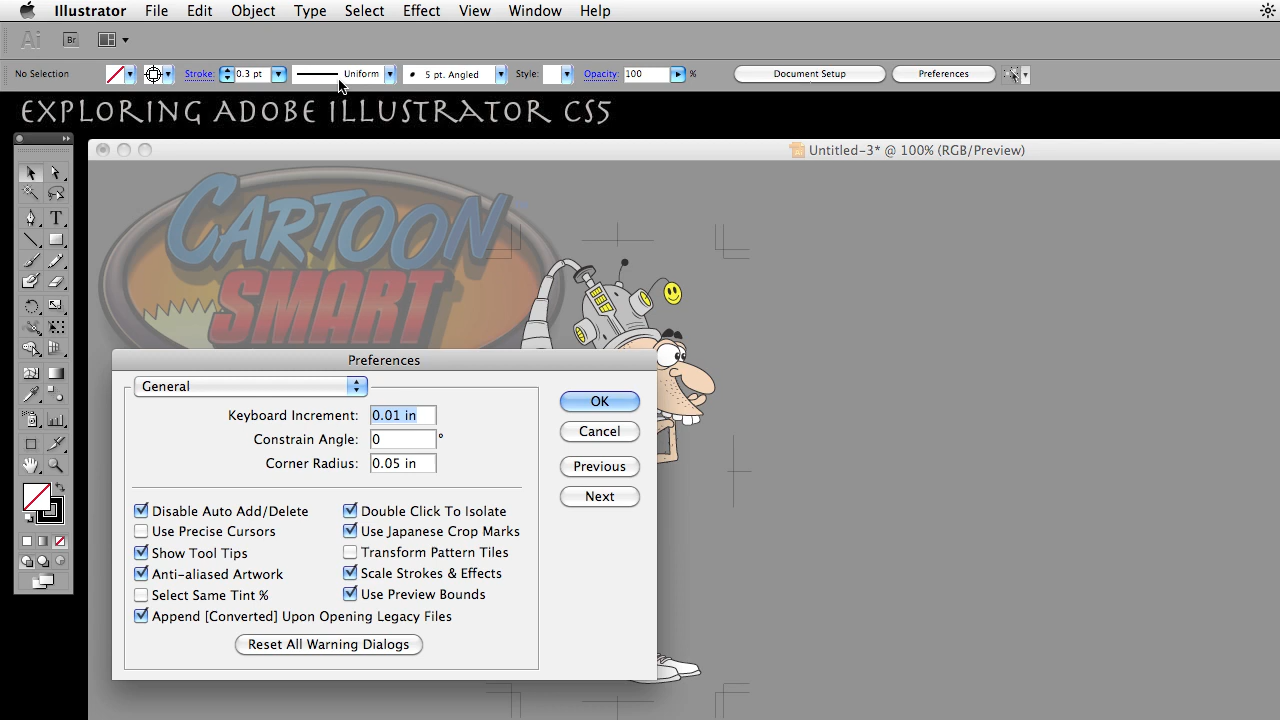 Illustrator File Edit Object Type Select Effect View Window Help
Ai Br
No Selection Stroke: 0.3 pt Uniform 5 pt. Angled Style: Opacity: 100 % Document Setup Preferences
EXPLORING ADOBE ILLUSTRATOR CS5
Untitled-3* @ 100% (RGB/Preview)
CARTOON
SMART
Preferences
General
Keyboard Increment: 0.01 in
Constrain Angle: 0 °
Corner Radius: 0.05 in
OK
Cancel
Previous
Next
Disable Auto Add/Delete Double Click To Isolate
Use Precise Cursors Use Japanese Crop Marks
Show Tool Tips Transform Pattern Tiles
Anti-aliased Artwork Scale Strokes & Effects
Select Same Tint % Use Preview Bounds
Append [Converted] Upon Opening Legacy Files
Reset All Warning Dialogs